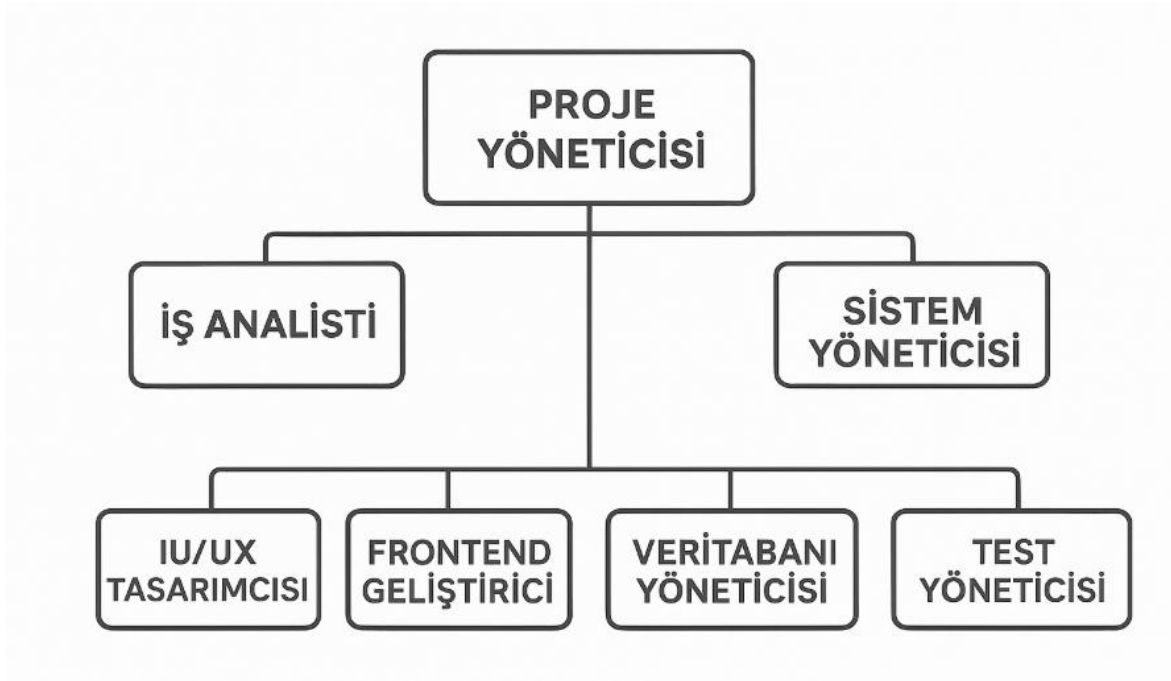 PROJE
YÖNETİCİSİ
İŞ ANALİSTİ
SİSTEM
YÖNETİCİSİ
IU/UX
TASARIMCISI
FRONTEND
GELİŞTİRİCİ
VERİTABANI
YÖNETİCİSİ
TEST
YÖNETİCİSİ